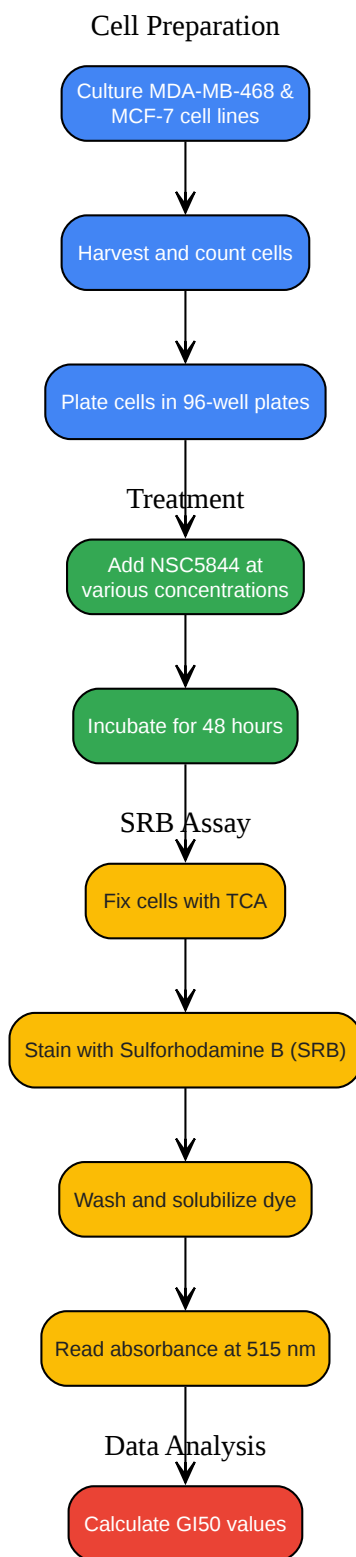 Cell Preparation
Culture MDA-MB-468 &
MCF-7 cell lines
Harvest and count cells
Plate cells in 96-well plates
Treatment
Add NSC5844 at
various concentrations
Incubate for 48 hours
SRB Assay
Fix cells with TCA
Stain with Sulforhodamine B (SRB)
Wash and solubilize dye
Read absorbance at 515 nm
Data Analysis
Calculate GI50 values